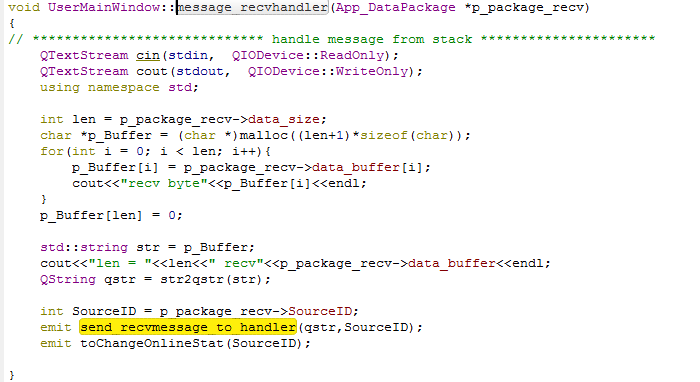 void UserMainWindow::message_recvhandler(App_DataPackage *p_package_recv)
{
// ***************************** handle message from stack **********************
    QTextStream cin(stdin,  QIODevice::ReadOnly);
    QTextStream cout(stdout,  QIODevice::WriteOnly);
    using namespace std;

    int len = p_package_recv->data_size;
    char *p_Buffer = (char *)malloc((len+1)*sizeof(char));
    for(int i = 0; i < len; i++){
        p_Buffer[i] = p_package_recv->data_buffer[i];
        cout<<"recv byte"<<p_Buffer[i]<<endl;
    }
    p_Buffer[len] = 0;

    std::string str = p_Buffer;
    cout<<"len = "<<len<<" recv"<<p_package_recv->data_buffer<<endl;
    QString qstr = str2qstr(str);

    int SourceID = p_package_recv->SourceID;
    emit send_recvmessage_to_handler(qstr,SourceID);
    emit toChangeOnlineStat(SourceID);

}